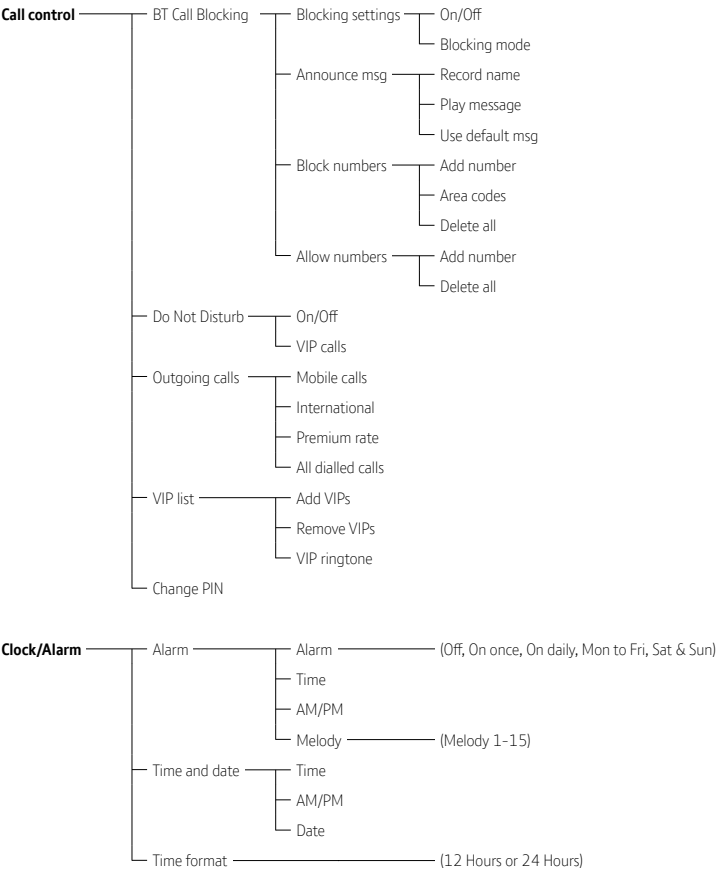 Call control BT Call Blocking Blocking settings On/Off
Blocking mode
Announce msg Record name
Play message
Use default msg
Block numbers Add number
Area codes
Delete all
Allow numbers Add number
Delete all
Do Not Disturb On/Off
VIP calls
Outgoing calls Mobile calls
International
Premium rate
All dialled calls
VIP list Add VIPs
Remove VIPs
VIP ringtone
Change PIN
Clock/Alarm Alarm Alarm (Off, On once, On daily, Mon to Fri, Sat & Sun)
Time
AM/PM
Melody (Melody 1-15)
Time and date Time
AM/PM
Date
Time format (12 Hours or 24 Hours)